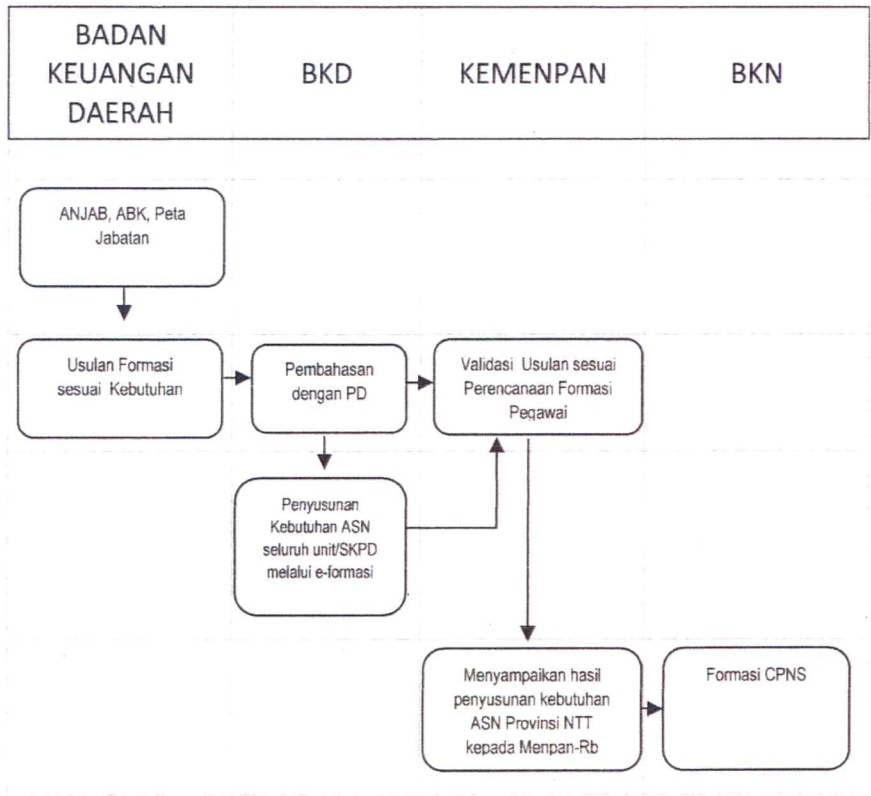 BADAN
KEUANGAN
DAERAH
BKD
KEMENPAN
BKN
ANJAB, ABK, Peta
Jabatan
Usulan Formasi
sesuai Kebutuhan
Pembahasan
dengan PD
Validasi Usulan sesuai
Perencanaan Formasi
Pegawai
Penyusunan
Kebutuhan ASN
seluruh unit/SKPD
melalui e-formasi
Menyampaikan hasil
penyusunan kebutuhan
ASN Provinsi NTT
kepada Menpan-Rb
Formasi CPNS